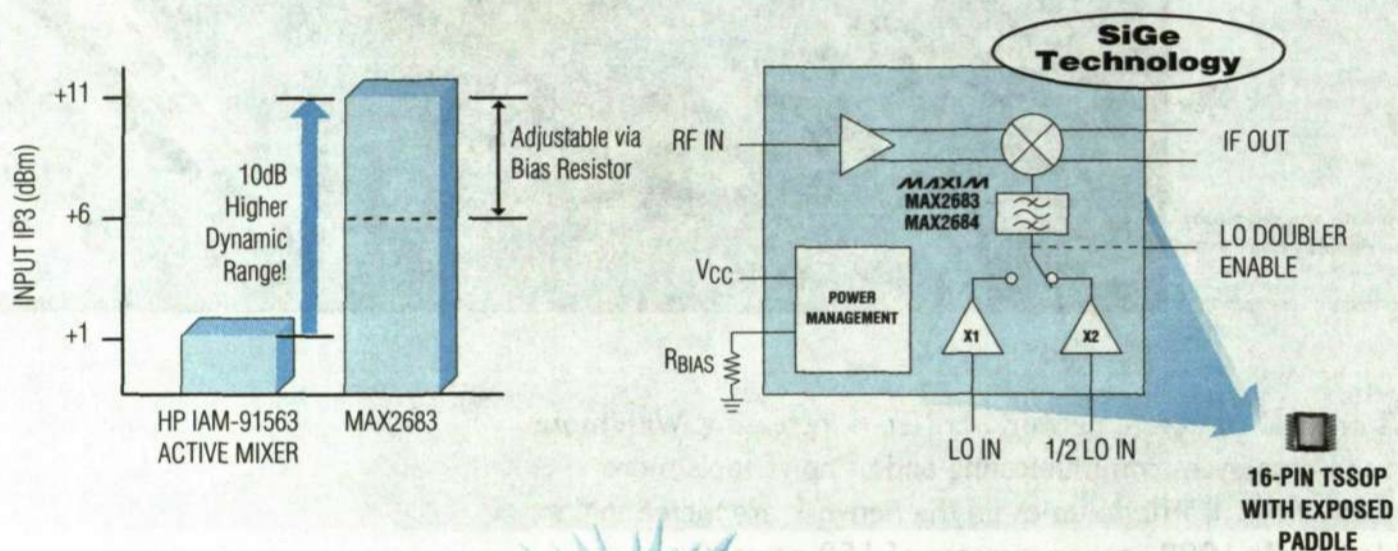 SiGe
Technology
INPUT IP3 (dBm)
+11
+6
+1
10dB
Higher
Dynamic
Range!
Adjustable via
Bias Resistor
HP IAM-91563
ACTIVE MIXER
MAX2683
RF IN
IF OUT
MAXIM
MAX2683
MAX2684
LO DOUBLER
ENABLE
VCC
POWER
MANAGEMENT
RBIAS
X1
X2
LO IN
1/2 LO IN
16-PIN TSSOP
WITH EXPOSED
PADDLE